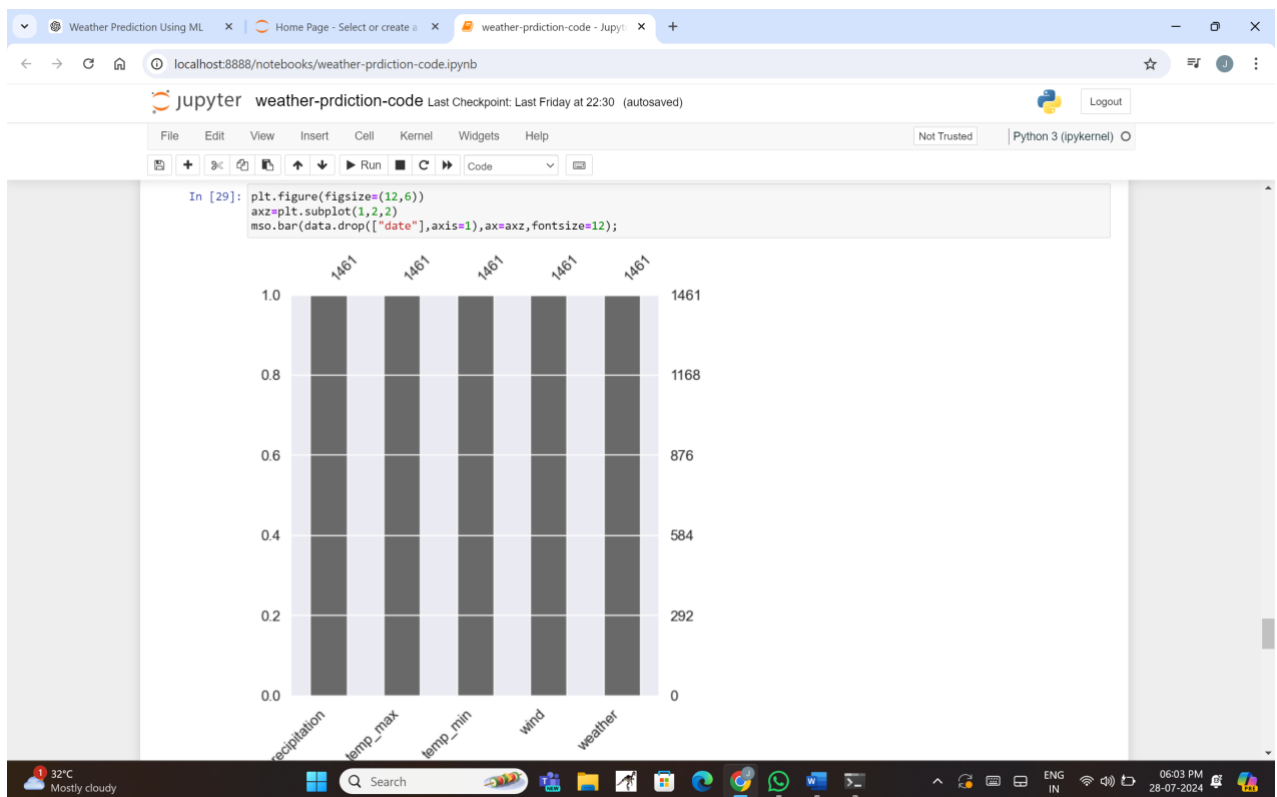 Weather Prediction Using ML
Home Page - Select or create a
weather-prdiction-code - Jupyt
localhost:8888/notebooks/weather-prdiction-code.ipynb
J
jupyter weather-prdiction-code Last Checkpoint: Last Friday at 22:30 (autosaved)
Logout
File Edit View Insert Cell Kernel Widgets Help
Not Trusted
Python 3 (ipykernel)
Run
Code
In [29]: plt.figure(figsize=(12,6))
axz=plt.subplot(1,2,2)
mso.bar(data.drop(["date"],axis=1),ax=axz,fontsize=12);
1461 1461 1461 1461 1461
1.0 1461
0.8 1168
0.6 876
0.4 584
0.2 292
0.0 0
recipitation temp_max temp_min wind weather
1 32°C
Mostly cloudy
Search
NEW
ENG
IN
06:03 PM
28-07-2024
PRE